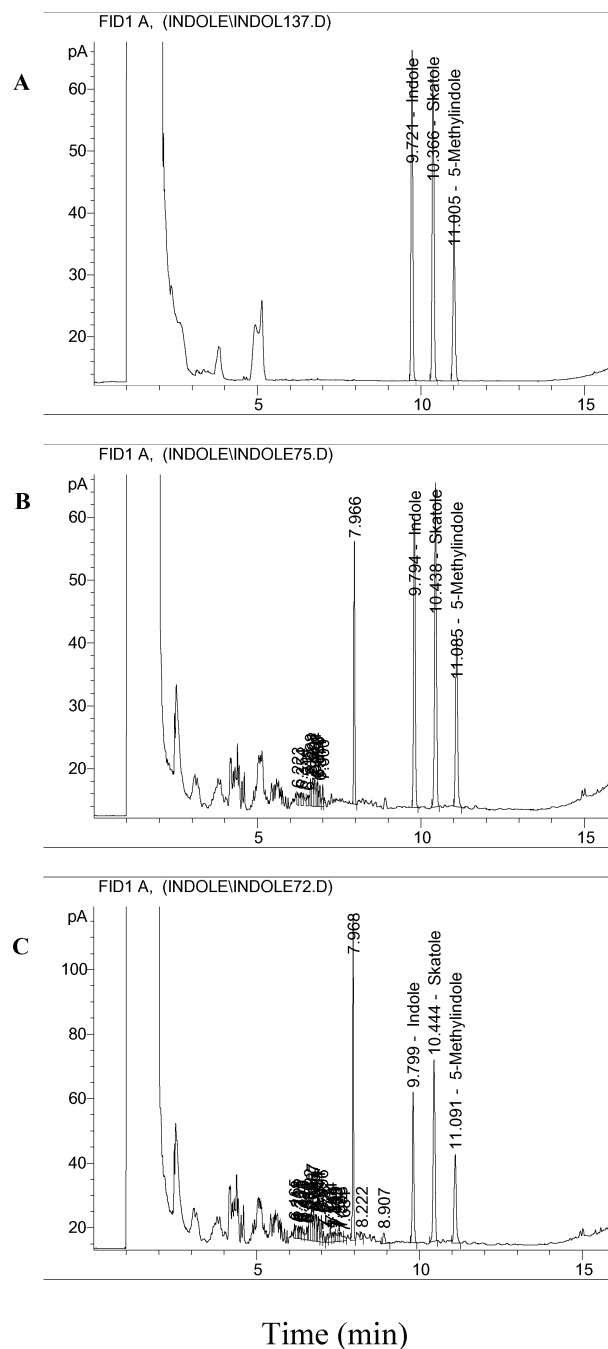 FID1 A, (INDOLE\INDOL137.D)
pA
A
60
50
40
30
20
9.721 - Indole
10.366 - Skatole
11.005 - 5-Methylindole
5
10
15
FID1 A, (INDOLE\INDOLE75.D)
pA
B
60
50
40
30
20
7.966
9.794 - Indole
10.438 - Skatole
11.085 - 5-Methylindole
5
10
15
FID1 A, (INDOLE\INDOLE72.D)
pA
C
100
80
60
40
20
7.968
8.222
8.907
9.799 - Indole
10.444 - Skatole
11.091 - 5-Methylindole
5
10
15
Time (min)